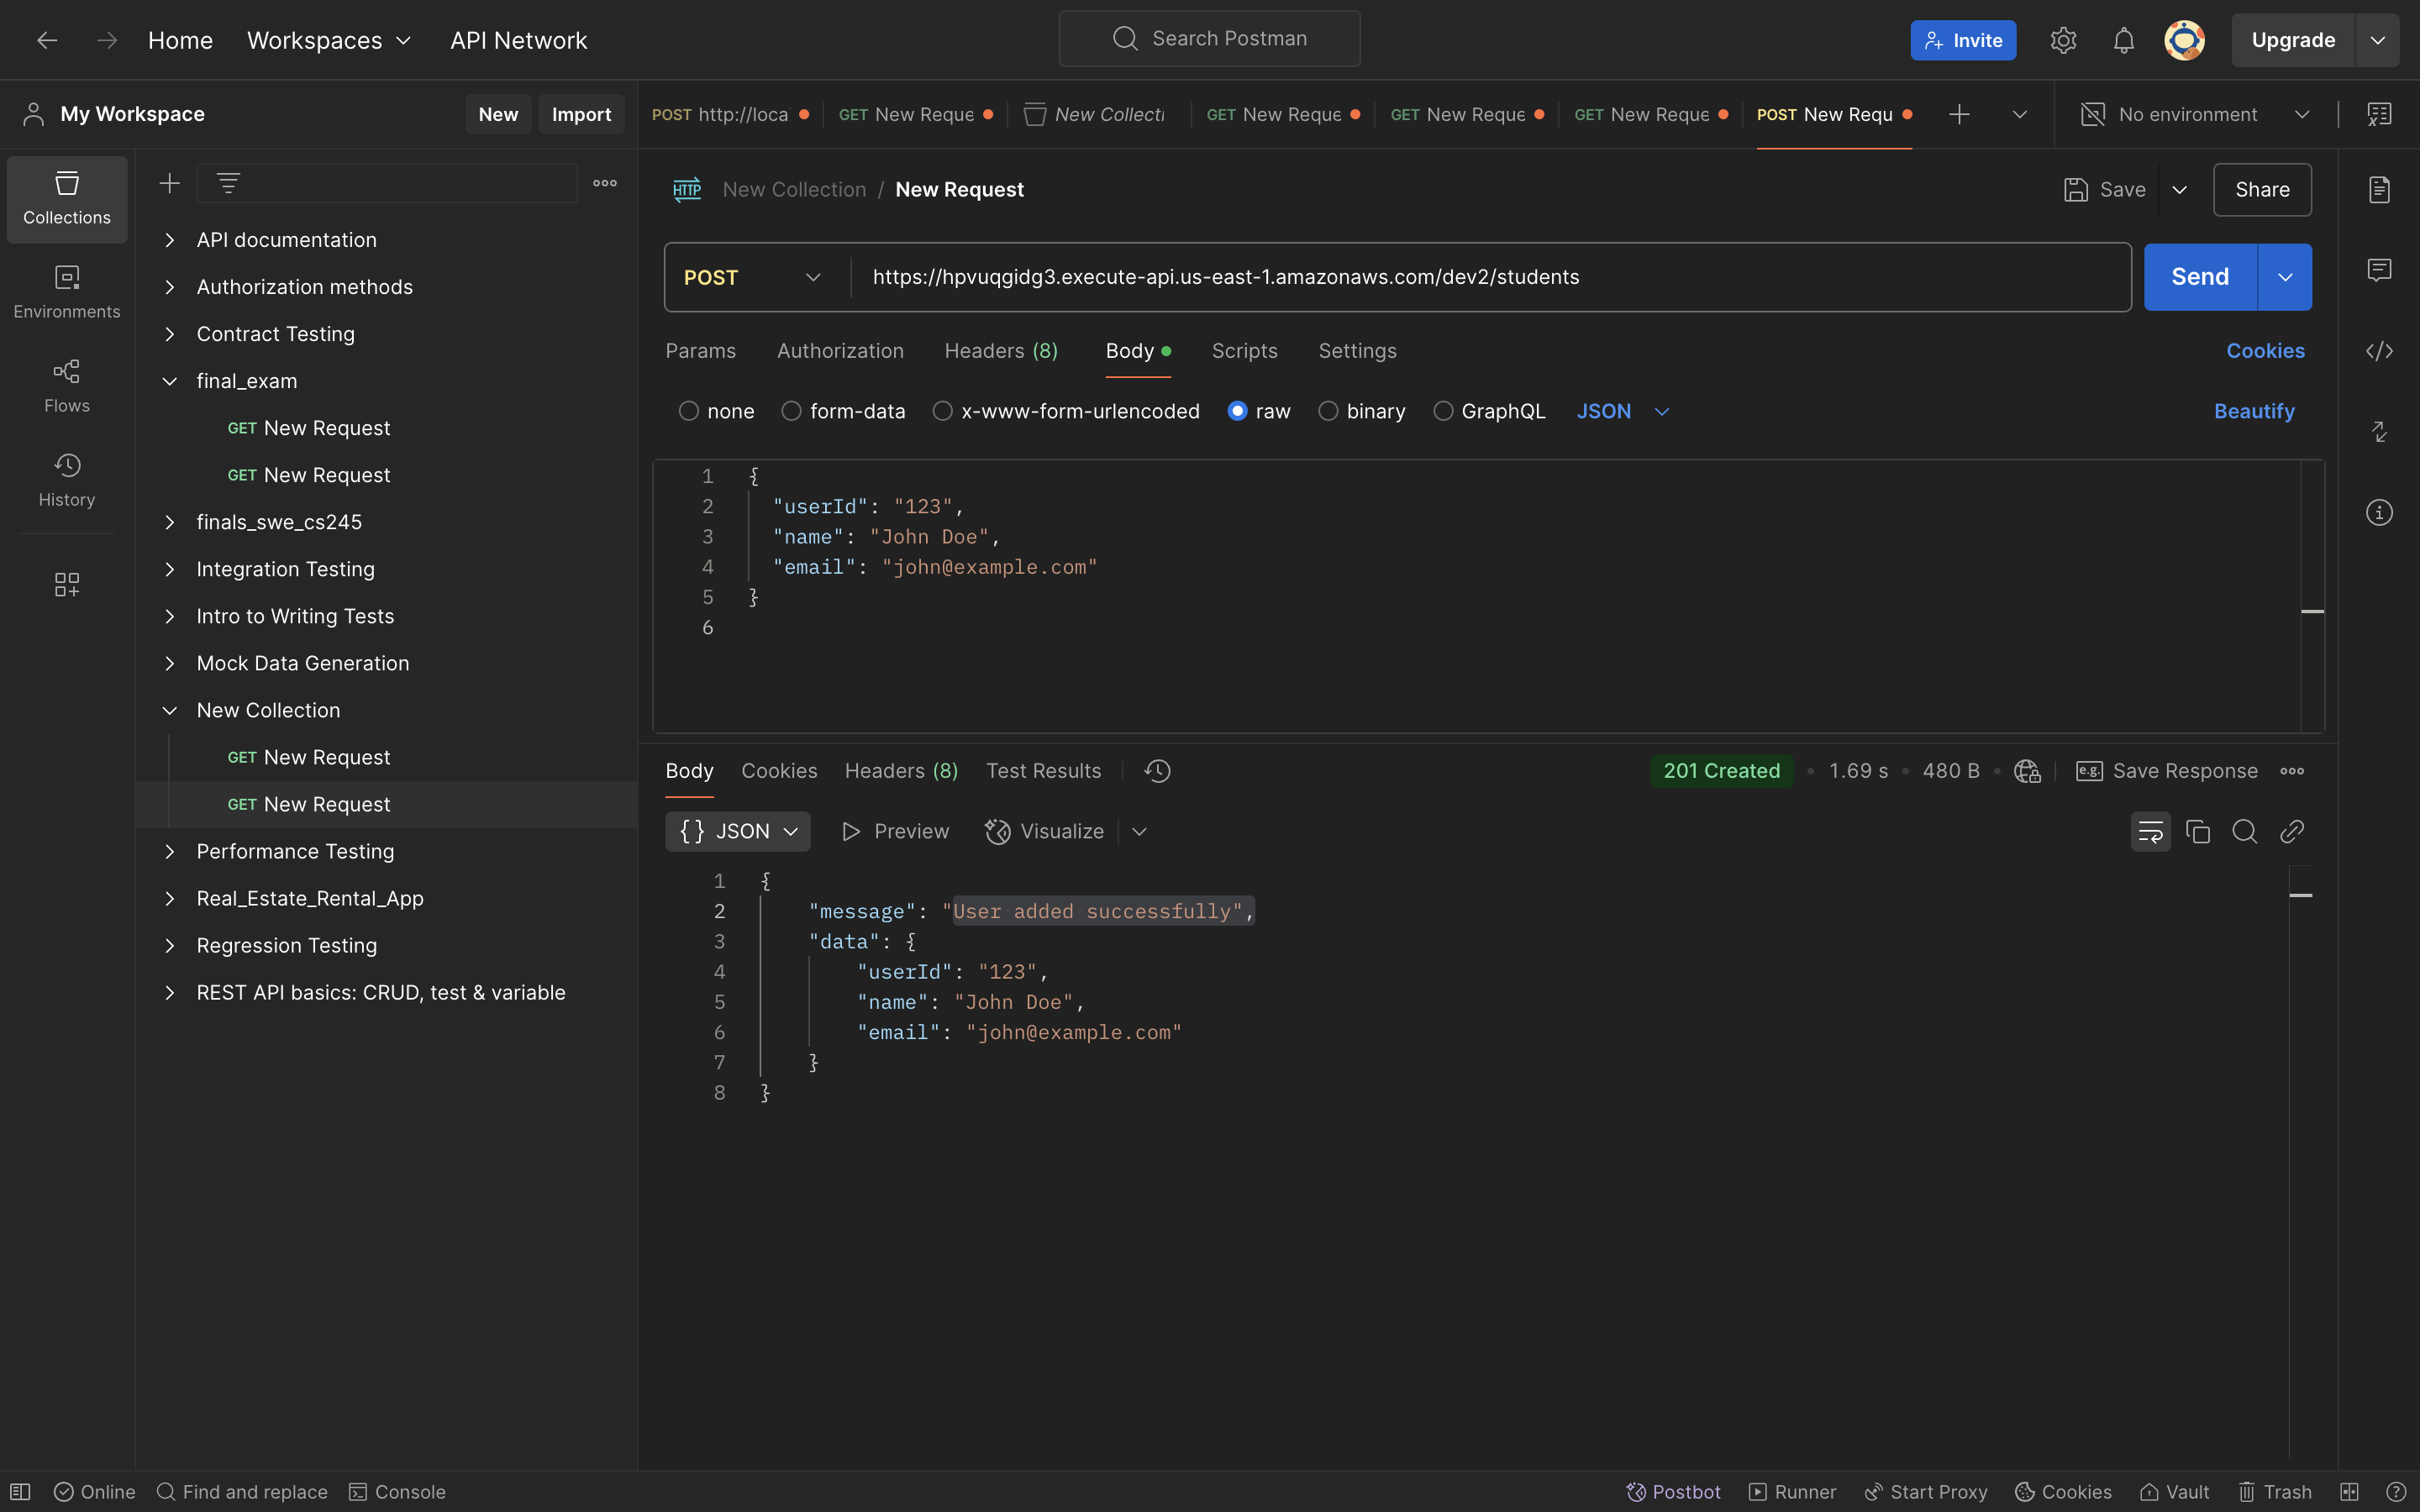 Home Workspaces API Network Search Postman Invite Upgrade
My Workspace New Import POST http://loca GET New Reque New Collecti GET New Reque GET New Reque GET New Reque POST New Requ No environment
Collections
Environments
Flows
History
API documentation
Authorization methods
Contract Testing
final_exam
GET New Request
GET New Request
finals_swe_cs245
Integration Testing
Intro to Writing Tests
Mock Data Generation
New Collection
GET New Request
GET New Request
Performance Testing
Real_Estate_Rental_App
Regression Testing
REST API basics: CRUD, test & variable
HTTP New Collection / New Request Save Share
POST https://hpvuqgidg3.execute-api.us-east-1.amazonaws.com/dev2/students Send
Params Authorization Headers (8) Body Scripts Settings Cookies
none form-data x-www-form-urlencoded raw binary GraphQL JSON Beautify
1 {
2 "userId": "123",
3 "name": "John Doe",
4 "email": "john@example.com"
5 }
6
Body Cookies Headers (8) Test Results 201 Created 1.69 s 480 B e.g. Save Response
{} JSON Preview Visualize
1 {
2 "message": "User added successfully",
3 "data": {
4 "userId": "123",
5 "name": "John Doe",
6 "email": "john@example.com"
7 }
8 }
Online Find and replace Console Postbot Runner Start Proxy Cookies Vault Trash